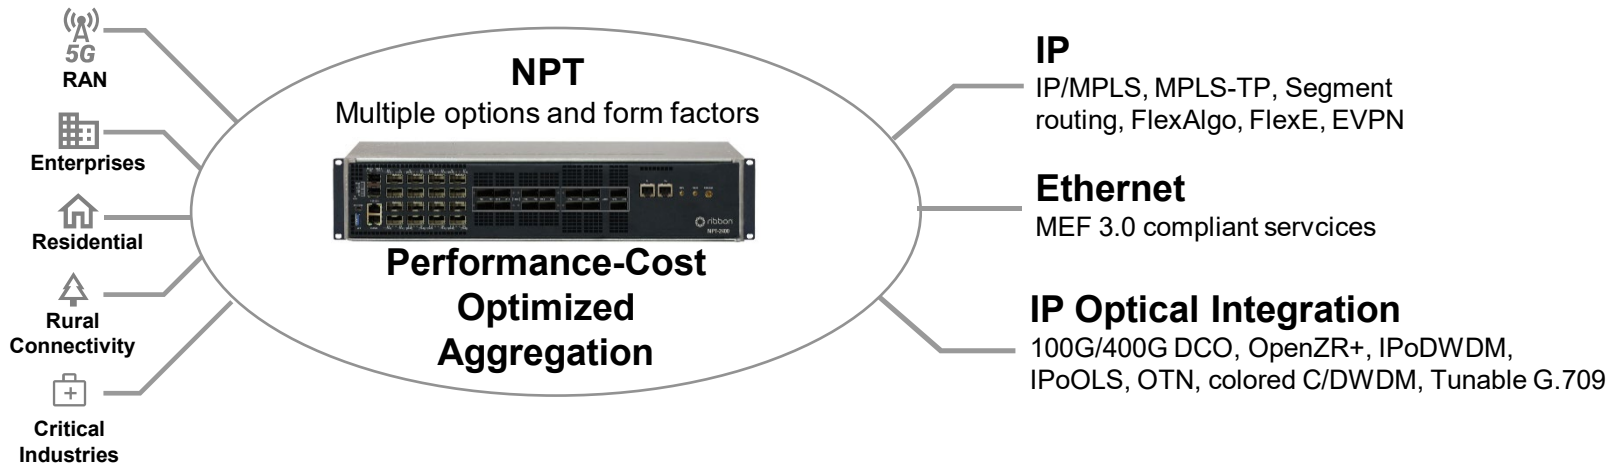 5G
RAN
Enterprises
Residential
Rural
Connectivity
Critical
Industries
NPT
Multiple options and form factors
ribbon
Performance-Cost
Optimized
Aggregation
IP
IP/MPLS, MPLS-TP, Segment
routing, FlexAlgo, FlexE, EVPN
Ethernet
MEF 3.0 compliant servcices
IP Optical Integration
100G/400G DCO, OpenZR+, IPoDWDM,
IPoOLS, OTN, colored C/DWDM, Tunable G.709